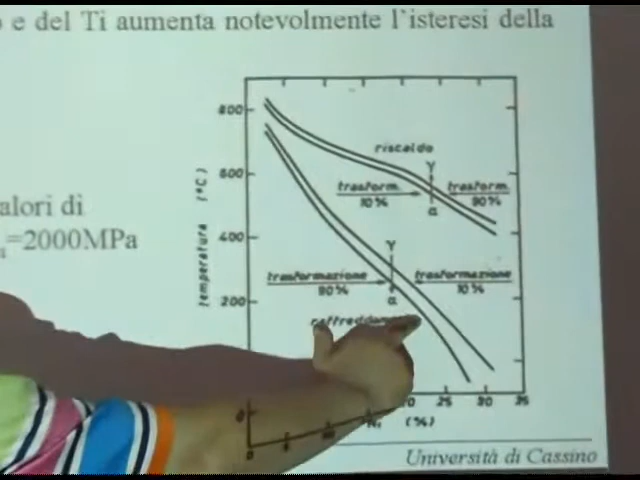 e del Ti aumenta notevolmente l'isteresi della
800
riscaldo
600
γ
trasform.
10%
trasform.
90%
α
temperatura (°C)
alori di
=2000MPa
400
γ
trasformazione
90%
trasformazione
10%
α
200
0
0
25
30
35
(%)
Università di Cassino